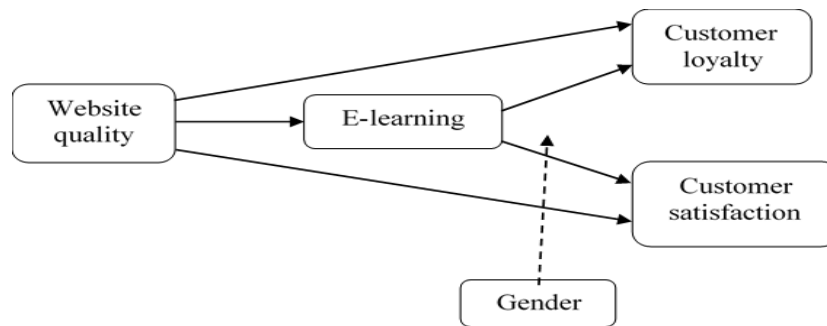 Customer
loyalty
Website
quality
E-learning
Customer
satisfaction
Gender